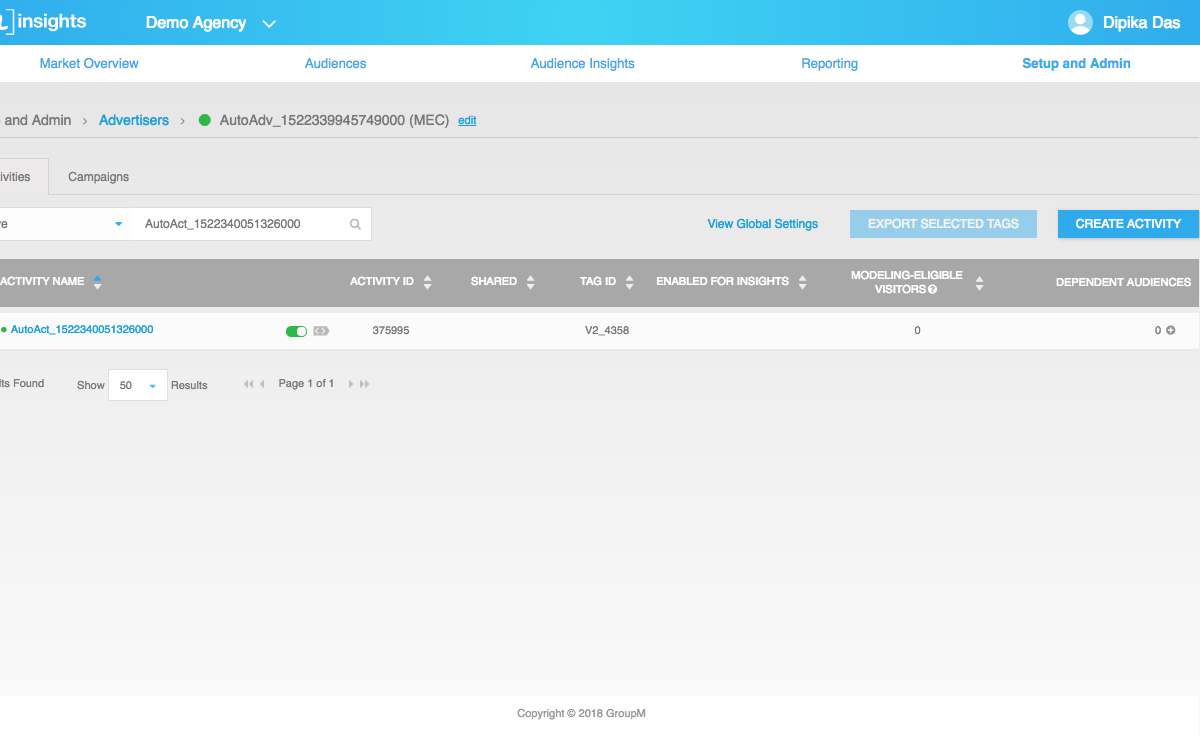 insights Demo Agency Dipika Das
Market Overview Audiences Audience Insights Reporting Setup and Admin
and Admin › Advertisers › AutoAdv_1522339945749000 (MEC) edit
Campaigns
AutoAct_1522340051326000 View Global Settings EXPORT SELECTED TAGS CREATE ACTIVITY
ACTIVITY NAME ACTIVITY ID SHARED TAG ID ENABLED FOR INSIGHTS MODELING-ELIGIBLE VISITORS DEPENDENT AUDIENCES
AutoAct_1522340051326000 375995 V2_4358 0 0
Found Show 50 Results Page 1 of 1
Copyright © 2018 GroupM